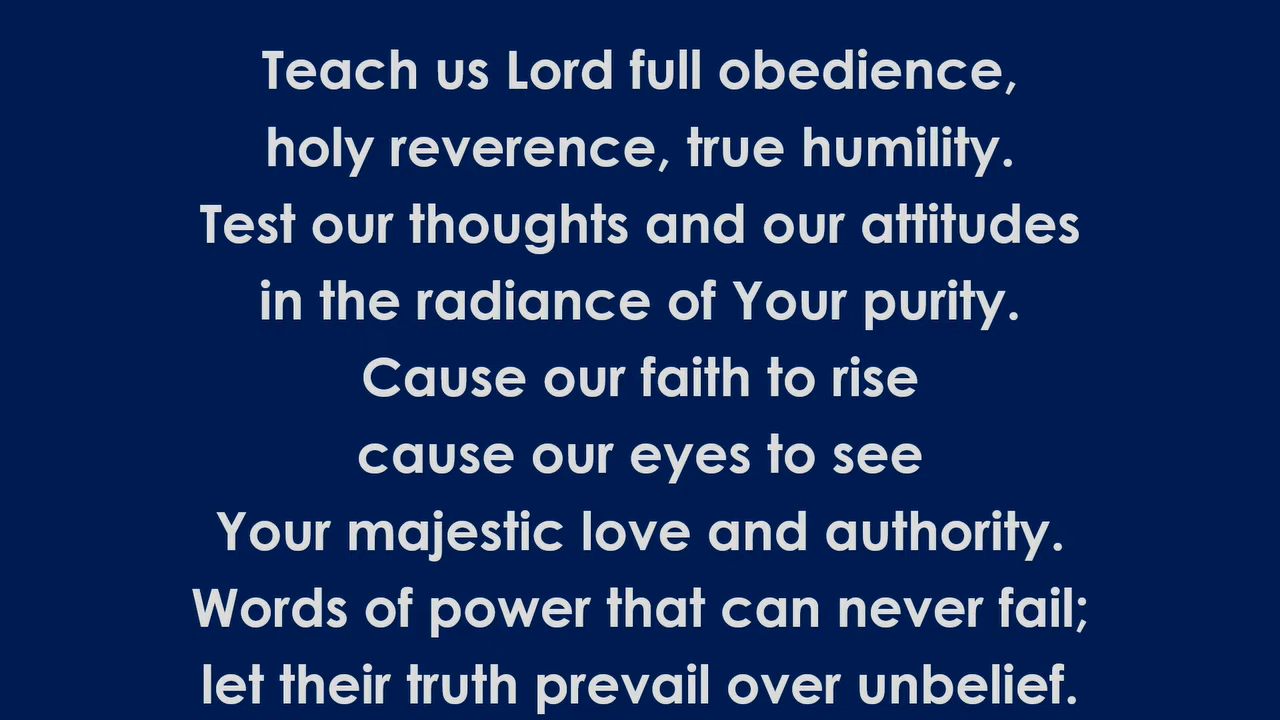 Teach us Lord full obedience,
holy reverence, true humility.
Test our thoughts and our attitudes
in the radiance of Your purity.
Cause our faith to rise
cause our eyes to see
Your majestic love and authority.
Words of power that can never fail;
let their truth prevail over unbelief.